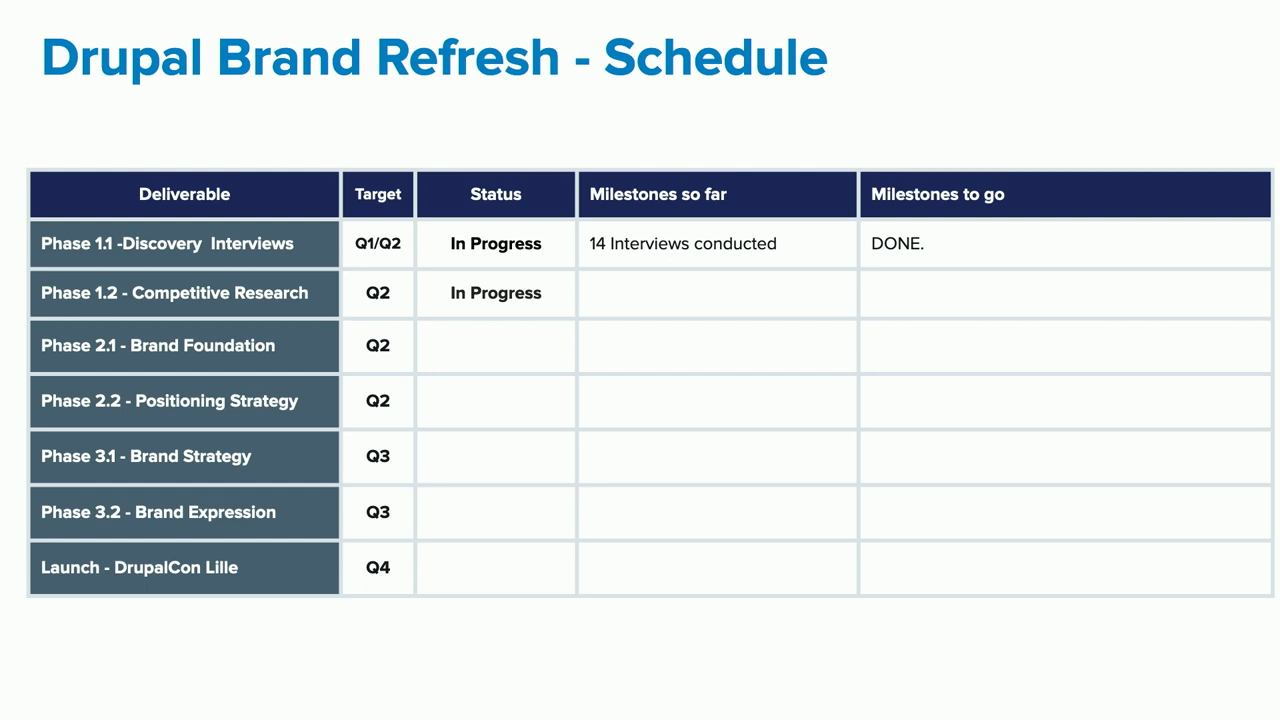 Drupal Brand Refresh - Schedule
Deliverable Target Status Milestones so far Milestones to go
Phase 1.1 -Discovery  Interviews Q1/Q2 In Progress 14 Interviews conducted DONE.
Phase 1.2 - Competitive Research Q2 In Progress
Phase 2.1 - Brand Foundation Q2
Phase 2.2 - Positioning Strategy Q2
Phase 3.1 - Brand Strategy Q3
Phase 3.2 - Brand Expression Q3
Launch - DrupalCon Lille Q4